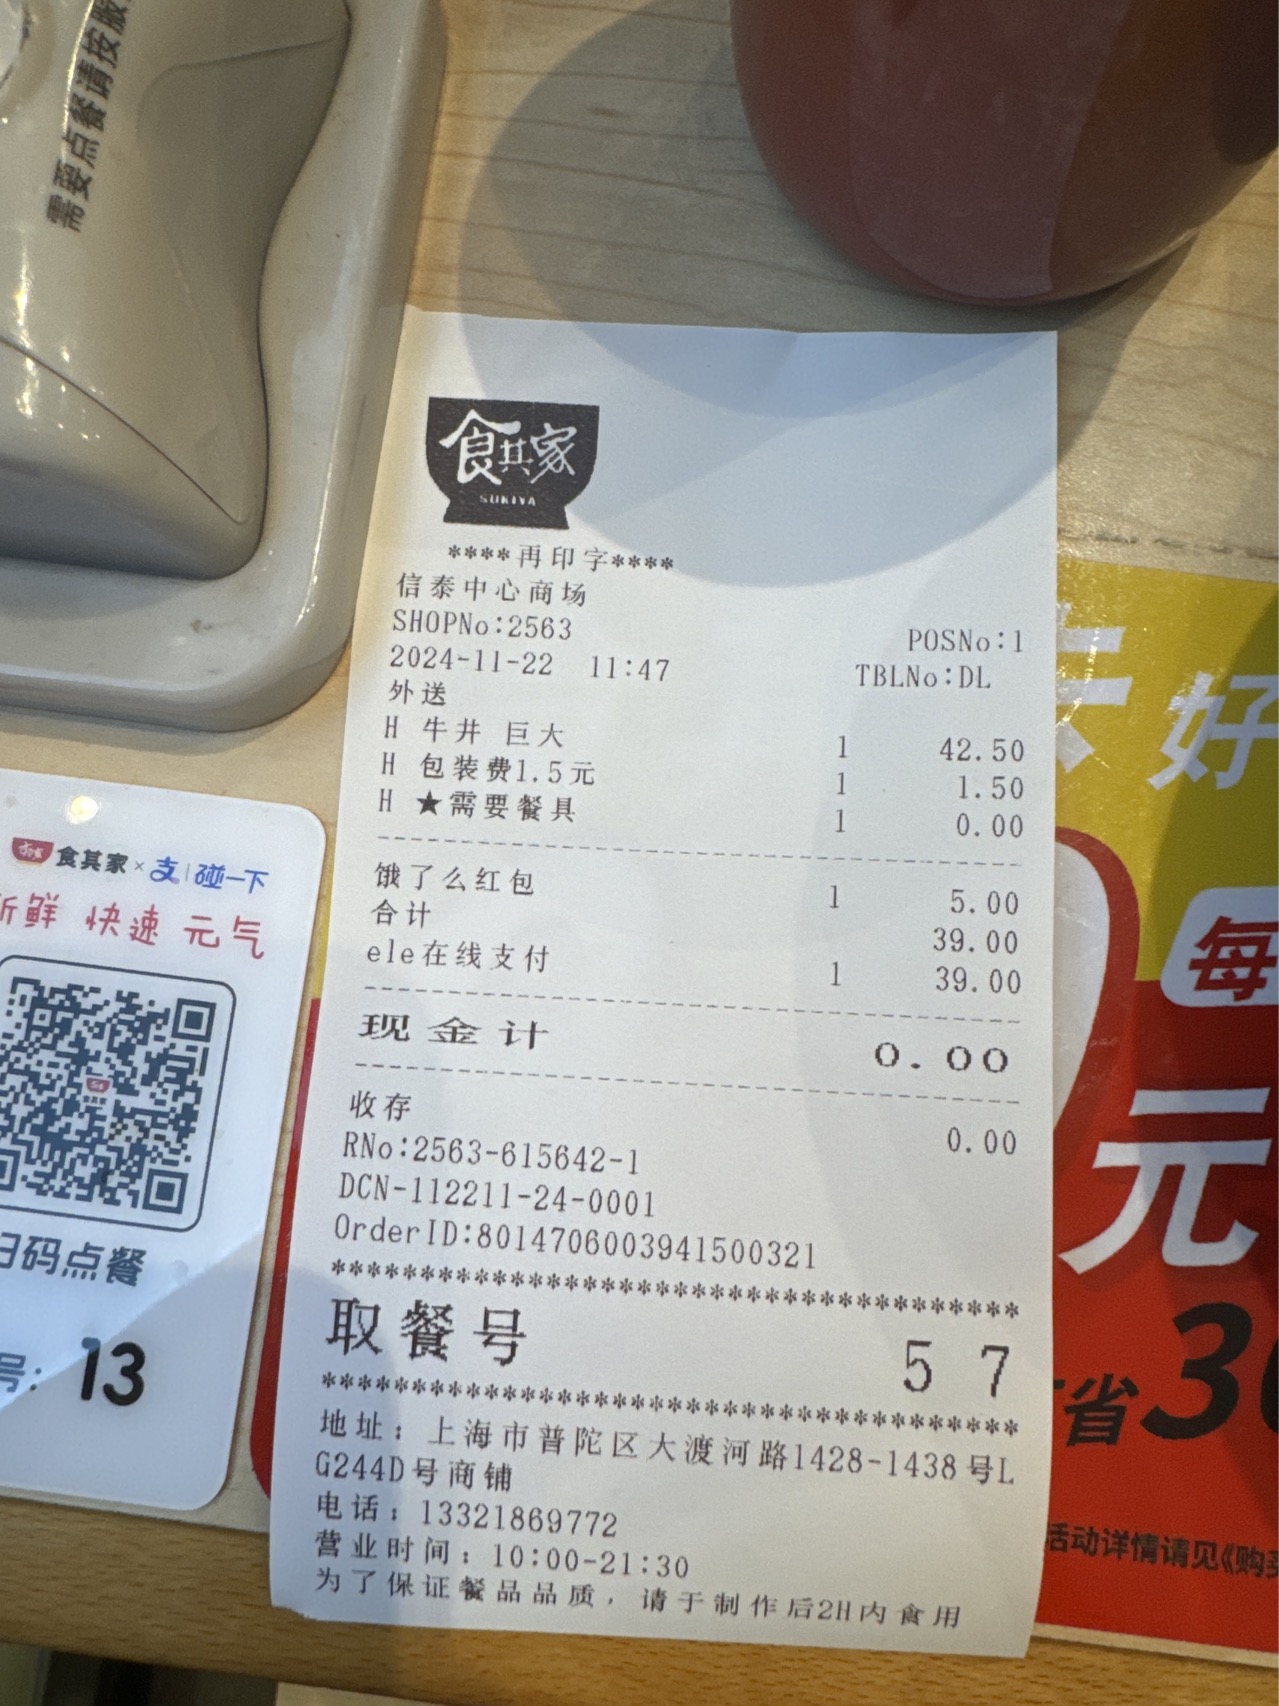 需要点餐请按服
食其家
SUKIYA
****再印字****
信泰中心商场
SHOPNo:2563 POSNo:1
2024-11-22 11:47 TBLNo:DL
外送
H 牛井 巨大 1 42.50
H 包装费1.5元 1 1.50
H ★需要餐具 1 0.00
饿了么红包 1 5.00
合计 39.00
ele在线支付 1 39.00
现金计 0.00
收存 0.00
RNo:2563-615642-1
DCN-112211-24-0001
OrderID:8014706003941500321
取餐号 57
地址：上海市普陀区大渡河路1428-1438号L
G244D号商铺
电话：13321869772
营业时间：10:00-21:30
为了保证餐品品质，请于制作后2H内食用
食其家×支|碰一下
新鲜 快速 元气
食其家
扫码点餐
号：13
卡
好
每
元
省30
活动详情请见《购买